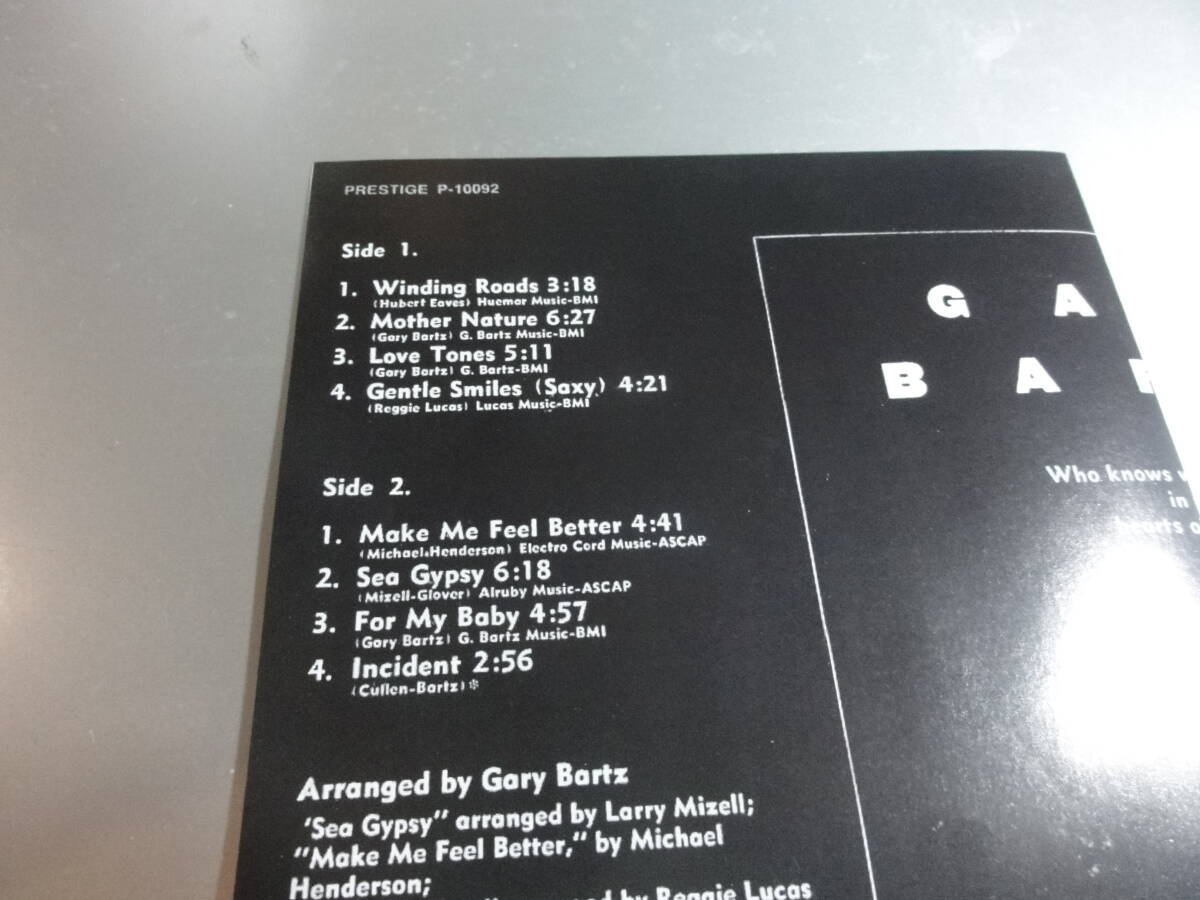 PRESTIGE P-10092
Side 1.
1. Winding Roads 3:18
(Hubert Eaves) Huemar Music-BMI
2. Mother Nature 6:27
(Gary Bartz) G. Bartz Music-BMI
3. Love Tones 5:11
(Gary Bartz) G. Bartz-BMI
4. Gentle Smiles (Saxy) 4:21
(Reggie Lucas) Lucas Music-BMI
Side 2.
1. Make Me Feel Better 4:41
(Michael Henderson) Electro Cord Music-ASCAP
2. Sea Gypsy 6:18
(Mizell-Glover) Alruby Music-ASCAP
3. For My Baby 4:57
(Gary Bartz) G. Bartz Music-BMI
4. Incident 2:56
(Cullen-Bartz)*
Arranged by Gary Bartz
'Sea Gypsy" arranged by Larry Mizell;
"Make Me Feel Better," by Michael
Henderson;
by Reggie Lucas
G A
B A
Who knows
in
hearts